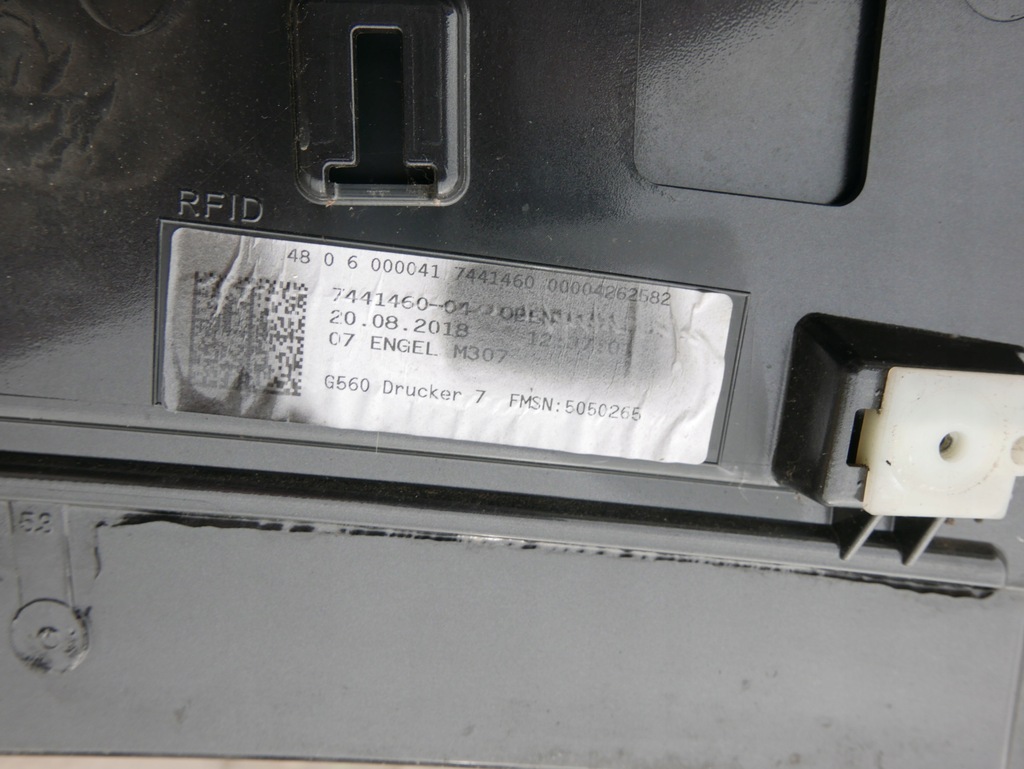 RFID
48 0 6 000041 7441460 00004262582
7441460-04
20.08.2018
07 ENGEL M307
G560 Drucker 7 FMSN:5050265